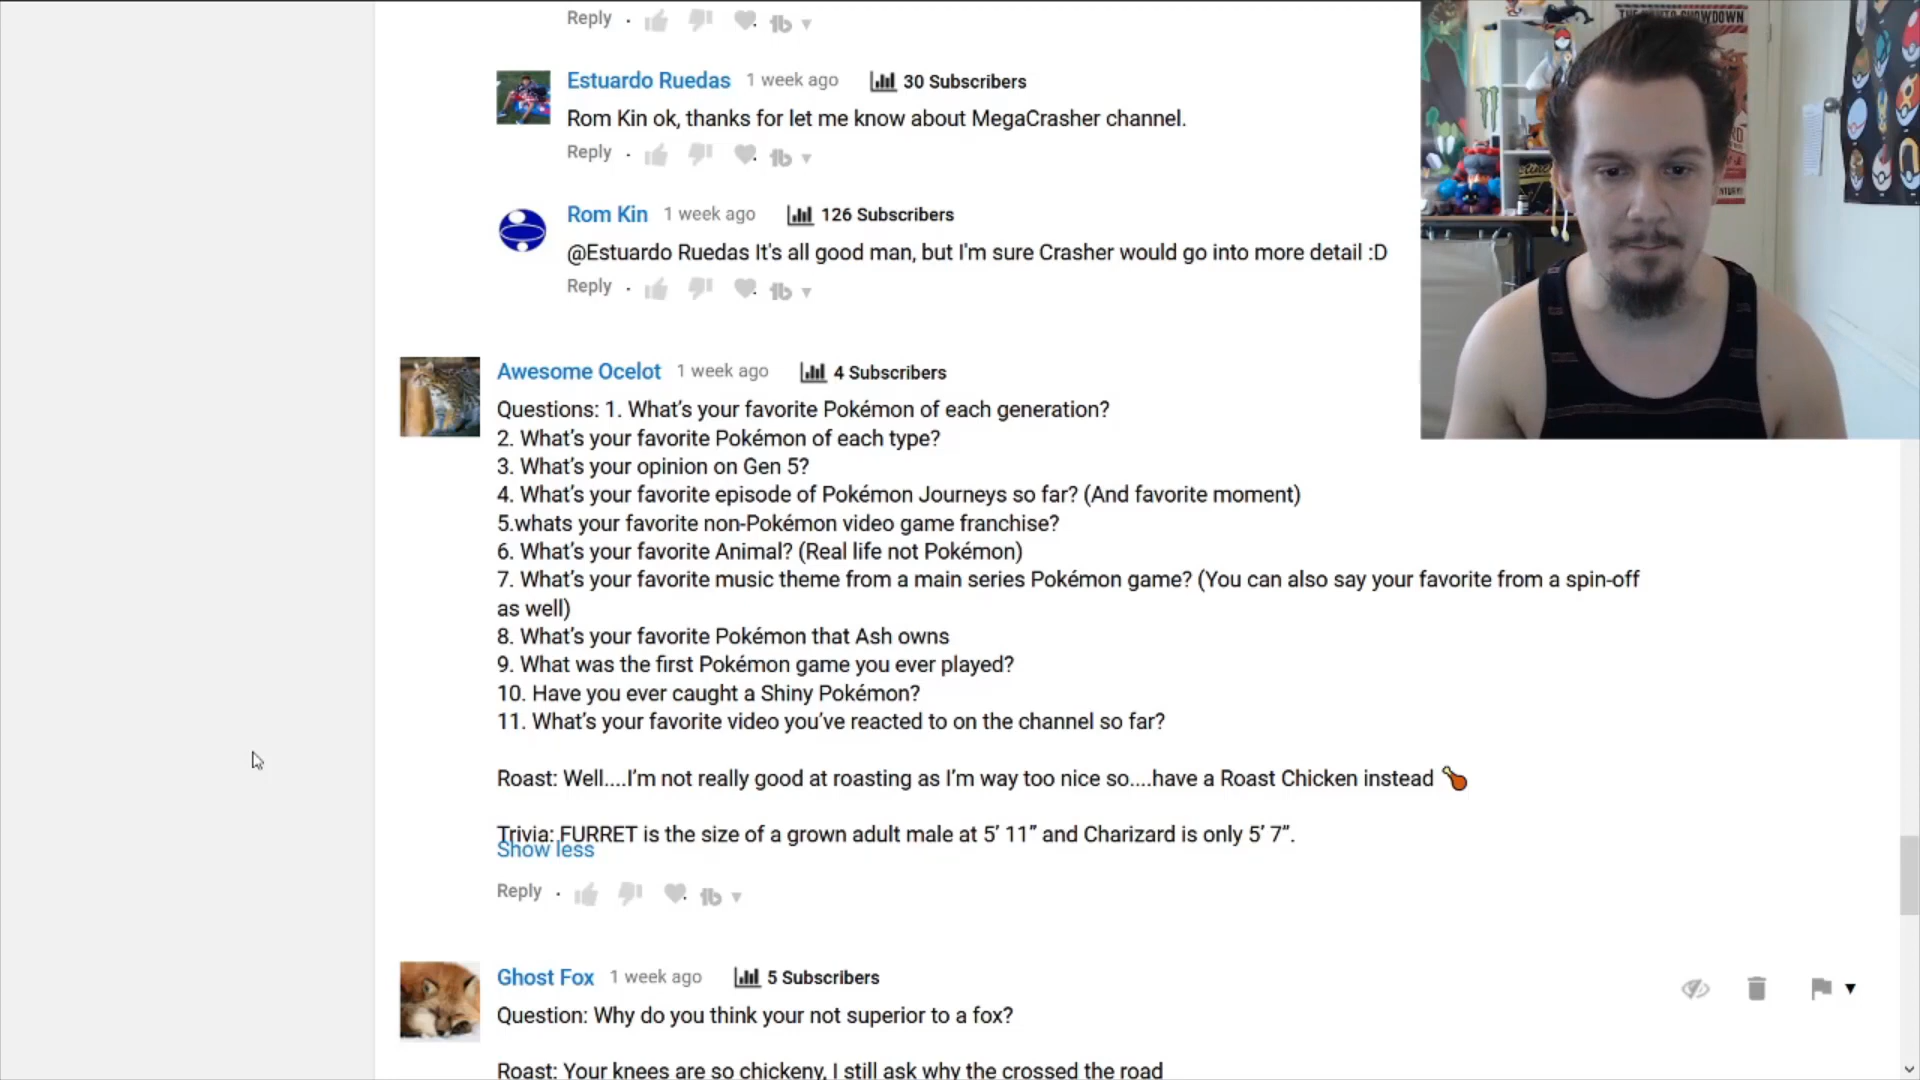 Reply
Estuardo Ruedas 1 week ago 30 Subscribers
Rom Kin ok, thanks for let me know about MegaCrasher channel.
Reply
Rom Kin 1 week ago 126 Subscribers
@Estuardo Ruedas It's all good man, but I'm sure Crasher would go into more detail :D
Reply
Awesome Ocelot 1 week ago 4 Subscribers
Questions: 1. What's your favorite Pokémon of each generation?
2. What's your favorite Pokémon of each type?
3. What's your opinion on Gen 5?
4. What's your favorite episode of Pokémon Journeys so far? (And favorite moment)
5.whats your favorite non-Pokémon video game franchise?
6. What's your favorite Animal? (Real life not Pokémon)
7. What's your favorite music theme from a main series Pokémon game? (You can also say your favorite from a spin-off
as well)
8. What's your favorite Pokémon that Ash owns
9. What was the first Pokémon game you ever played?
10. Have you ever caught a Shiny Pokémon?
11. What's your favorite video you've reacted to on the channel so far?
Roast: Well....I'm not really good at roasting as I'm way too nice so....have a Roast Chicken instead 🍗
Trivia: FURRET is the size of a grown adult male at 5' 11” and Charizard is only 5' 7”.
Show less
Reply
Ghost Fox 1 week ago 5 Subscribers
Question: Why do you think your not superior to a fox?
Roast: Your knees are so chickeny, I still ask why the crossed the road